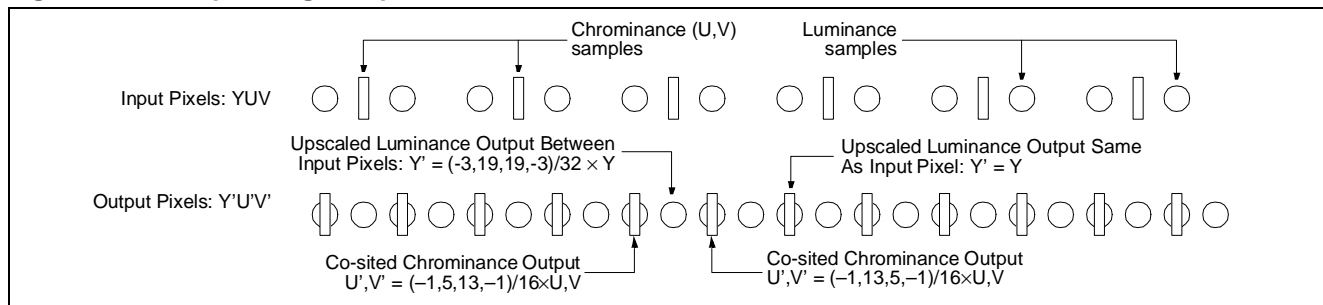 Chrominance (U,V)
samples
Luminance
samples
Input Pixels: YUV
Upscaled Luminance Output Between
Input Pixels: Y' = (-3,19,19,-3)/32 × Y
Upscaled Luminance Output Same
As Input Pixel: Y' = Y
Output Pixels: Y'U'V'
Co-sited Chrominance Output
U',V' = (–1,5,13,–1)/16×U,V
Co-sited Chrominance Output
U',V' = (–1,13,5,–1)/16×U,V